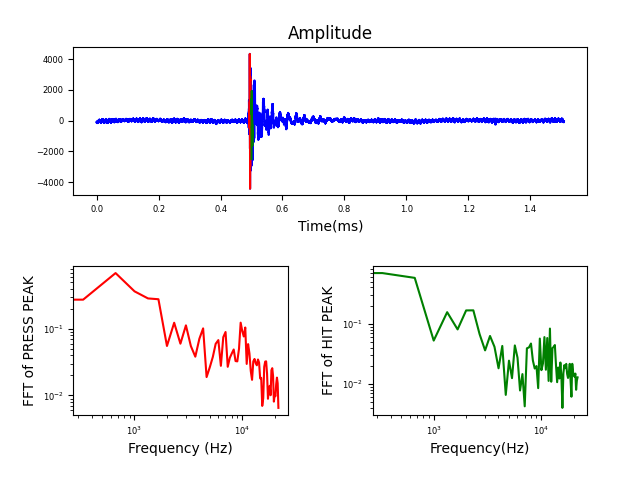 Amplitude
4000
2000
0
−2000
−4000
0.0 0.2 0.4 0.6 0.8 1.0 1.2 1.4
Time(ms)
FFT of PRESS PEAK
10⁻¹
10⁻²
10³ 10⁴
Frequency (Hz)
FFT of HIT PEAK
10⁻¹
10⁻²
10³ 10⁴
Frequency(Hz)